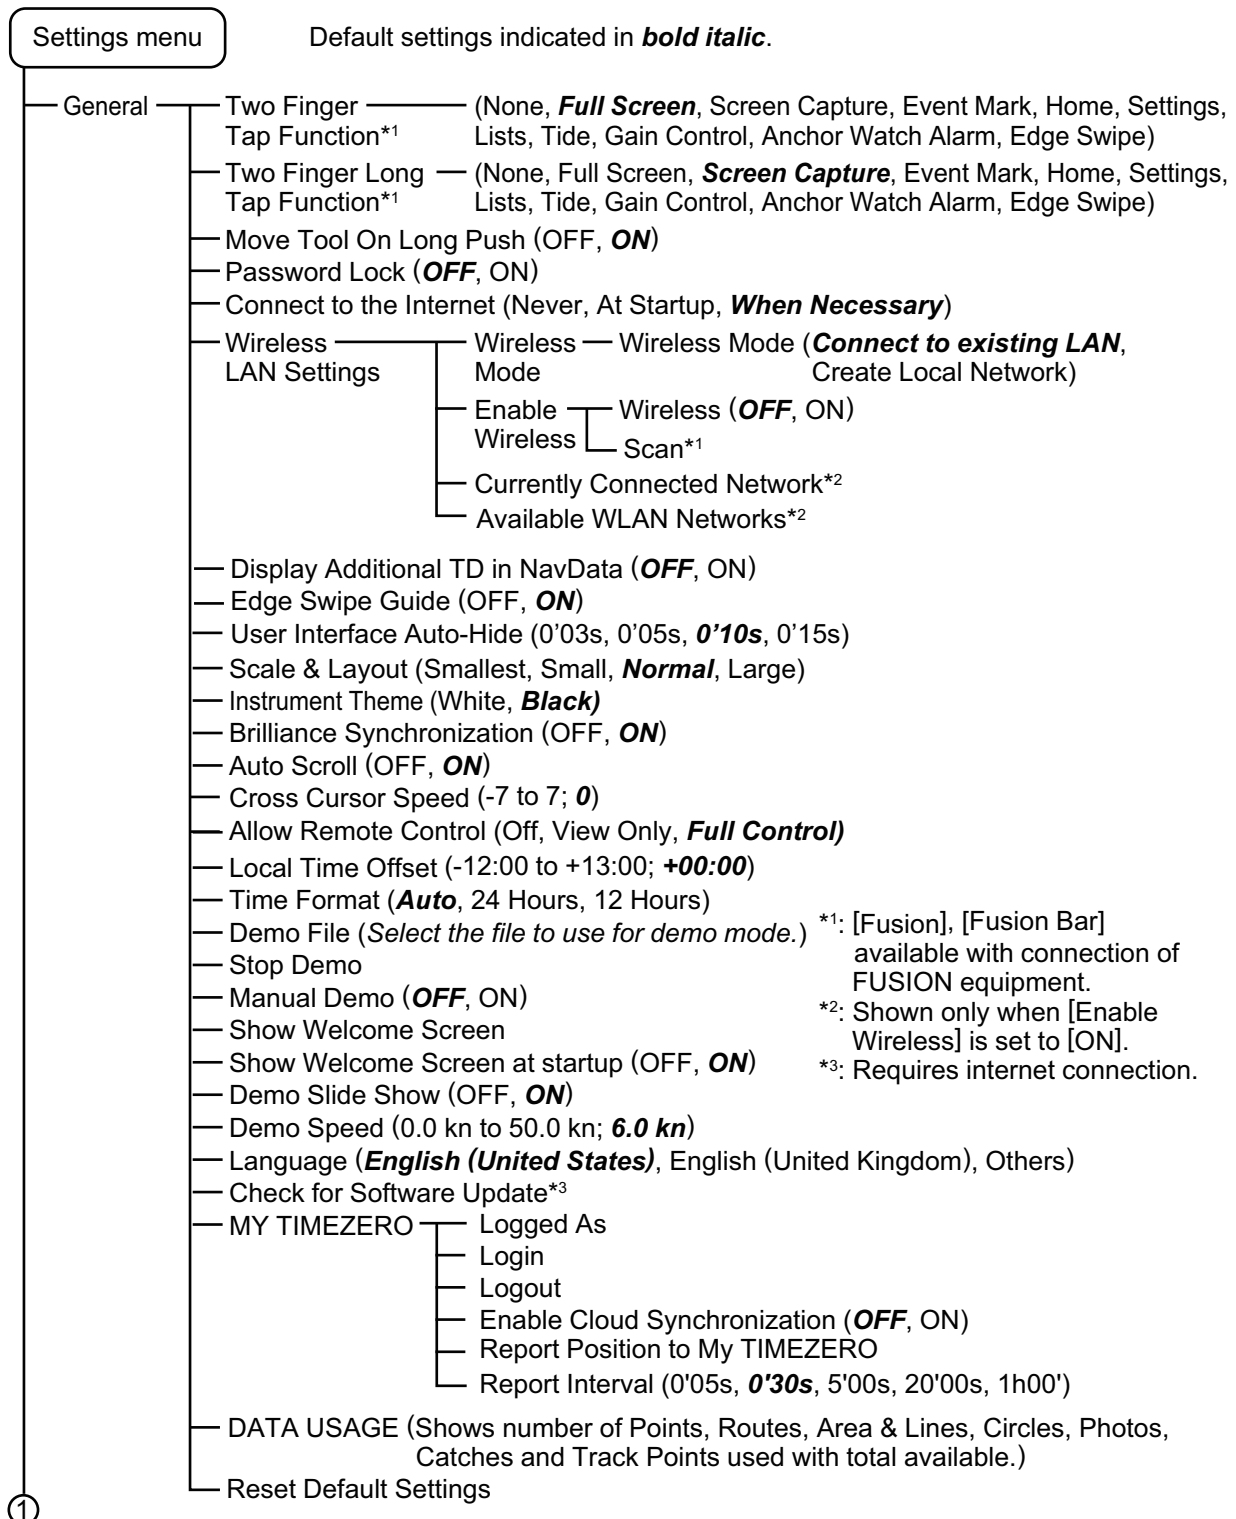 Settings menu
Default settings indicated in bold italic.
General
Two Finger
Tap Function*1
(None, Full Screen, Screen Capture, Event Mark, Home, Settings,
Lists, Tide, Gain Control, Anchor Watch Alarm, Edge Swipe)
Two Finger Long
Tap Function*1
(None, Full Screen, Screen Capture, Event Mark, Home, Settings,
Lists, Tide, Gain Control, Anchor Watch Alarm, Edge Swipe)
Move Tool On Long Push (OFF, ON)
Password Lock (OFF, ON)
Connect to the Internet (Never, At Startup, When Necessary)
Wireless
LAN Settings
Wireless
Mode
Wireless Mode (Connect to existing LAN,
Create Local Network)
Enable
Wireless
Wireless (OFF, ON)
Scan*1
Currently Connected Network*2
Available WLAN Networks*2
Display Additional TD in NavData (OFF, ON)
Edge Swipe Guide (OFF, ON)
User Interface Auto-Hide (0’03s, 0’05s, 0’10s, 0’15s)
Scale & Layout (Smallest, Small, Normal, Large)
Instrument Theme (White, Black)
Brilliance Synchronization (OFF, ON)
Auto Scroll (OFF, ON)
Cross Cursor Speed (-7 to 7; 0)
Allow Remote Control (Off, View Only, Full Control)
Local Time Offset (-12:00 to +13:00; +00:00)
Time Format (Auto, 24 Hours, 12 Hours)
Demo File (Select the file to use for demo mode.)
Stop Demo
Manual Demo (OFF, ON)
Show Welcome Screen
Show Welcome Screen at startup (OFF, ON)
Demo Slide Show (OFF, ON)
Demo Speed (0.0 kn to 50.0 kn; 6.0 kn)
Language (English (United States), English (United Kingdom), Others)
Check for Software Update*3
*1: [Fusion], [Fusion Bar]
available with connection of
FUSION equipment.
*2: Shown only when [Enable
Wireless] is set to [ON].
*3: Requires internet connection.
MY TIMEZERO
Logged As
Login
Logout
Enable Cloud Synchronization (OFF, ON)
Report Position to My TIMEZERO
Report Interval (0'05s, 0'30s, 5'00s, 20'00s, 1h00')
DATA USAGE (Shows number of Points, Routes, Area & Lines, Circles, Photos,
Catches and Track Points used with total available.)
Reset Default Settings
1